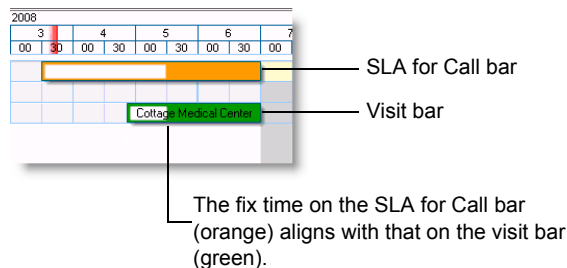 2008
3 4 5 6 7
00 30 00 30 00 30 00 30 00
SLA for Call bar
Cottage Medical Center
Visit bar
The fix time on the SLA for Call bar
(orange) aligns with that on the visit bar
(green).